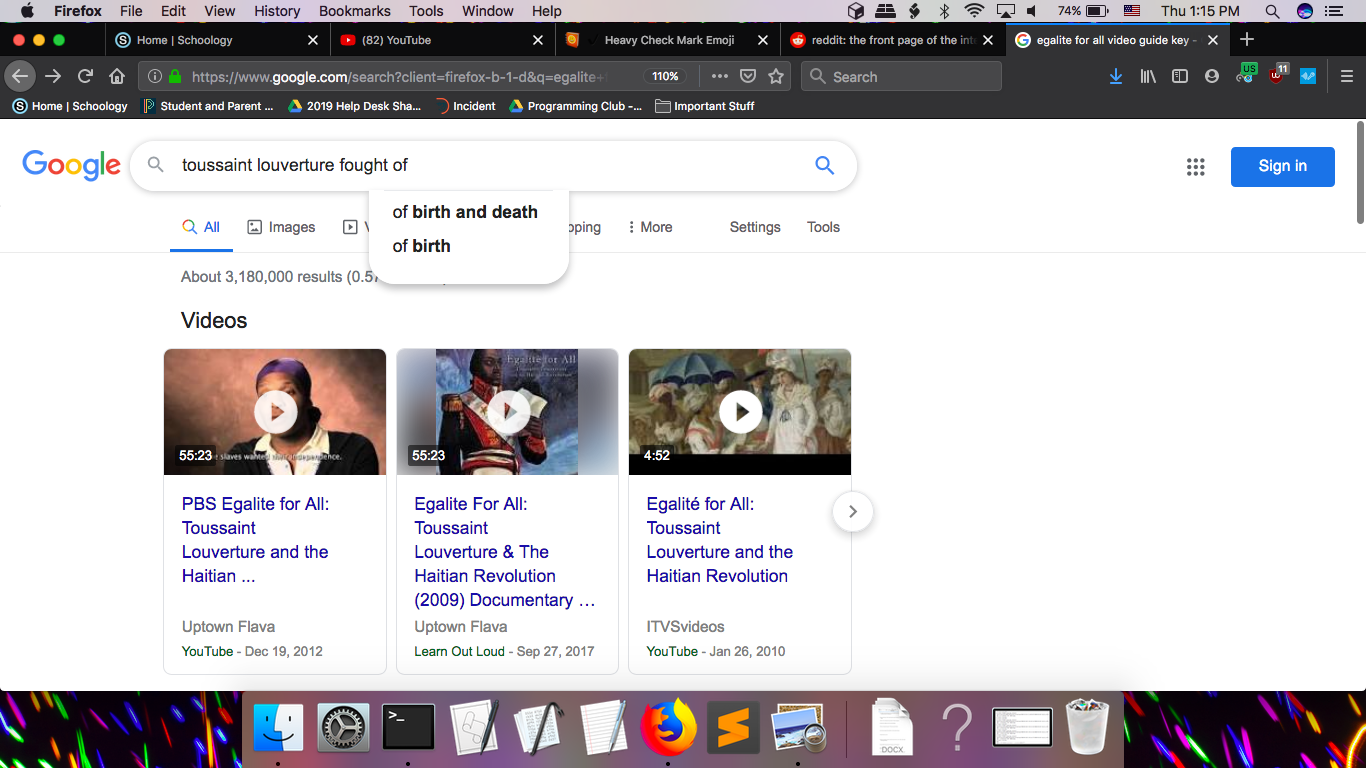 Firefox File Edit View History Bookmarks Tools Window Help 74% Thu 1:15 PM
Home | Schoology (82) YouTube Heavy Check Mark Emoji reddit: the front page of the inte egalite for all video guide key -
https://www.google.com/search?client=firefox-b-1-d&q=egalite+ 110% Search US 11
Home | Schoology Student and Parent ... 2019 Help Desk Sha... Incident Programming Club -... Important Stuff
Google toussaint louverture fought of Sign in
of birth and death
of birth
All Images V pping More Settings Tools
About 3,180,000 results (0.57
Videos
Egalite for All
55:23 slaves wanted their independence. 55:23 4:52
PBS Egalite for All:
Toussaint
Louverture and the
Haitian ...
Uptown Flava
YouTube - Dec 19, 2012
Egalite For All:
Toussaint
Louverture & The
Haitian Revolution
(2009) Documentary ...
Uptown Flava
Learn Out Loud - Sep 27, 2017
Egalité for All:
Toussaint
Louverture and the
Haitian Revolution
ITVSvideos
YouTube - Jan 26, 2010
>_
DOCX